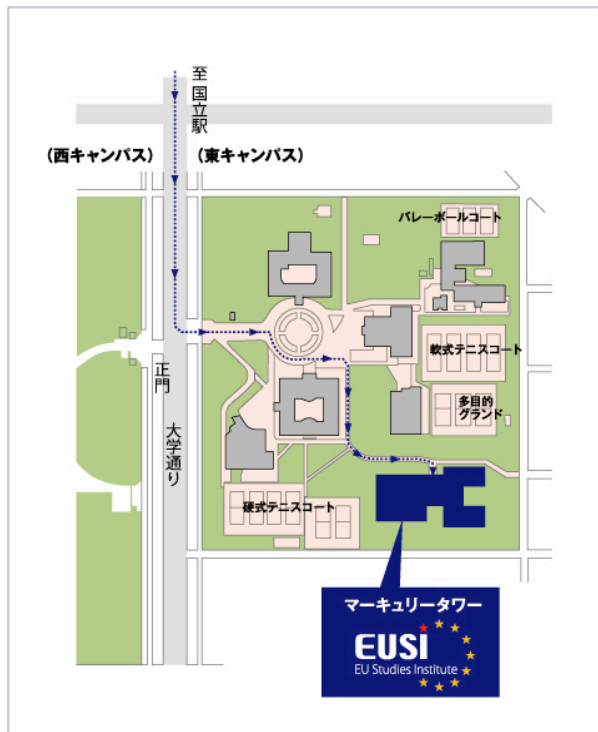 至国立駅
(西キャンパス)
(東キャンパス)
バレーボールコート
軟式テニスコート
多目的
グランド
正門
大学通り
硬式テニスコート
マーキュリータワー
EUSi
EU Studies Institute